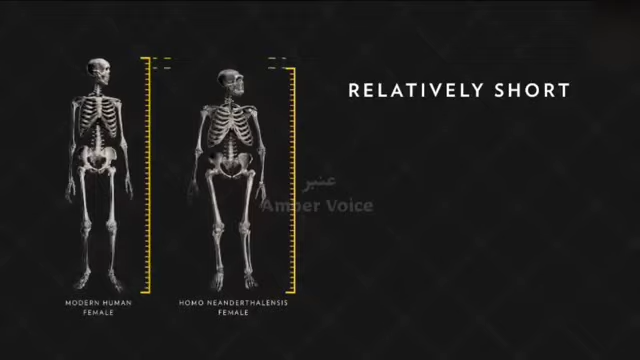 RELATIVELY SHORT
عنبر
Amber Voice
MODERN HUMAN
FEMALE
HOMO NEANDERTHALENSIS
FEMALE